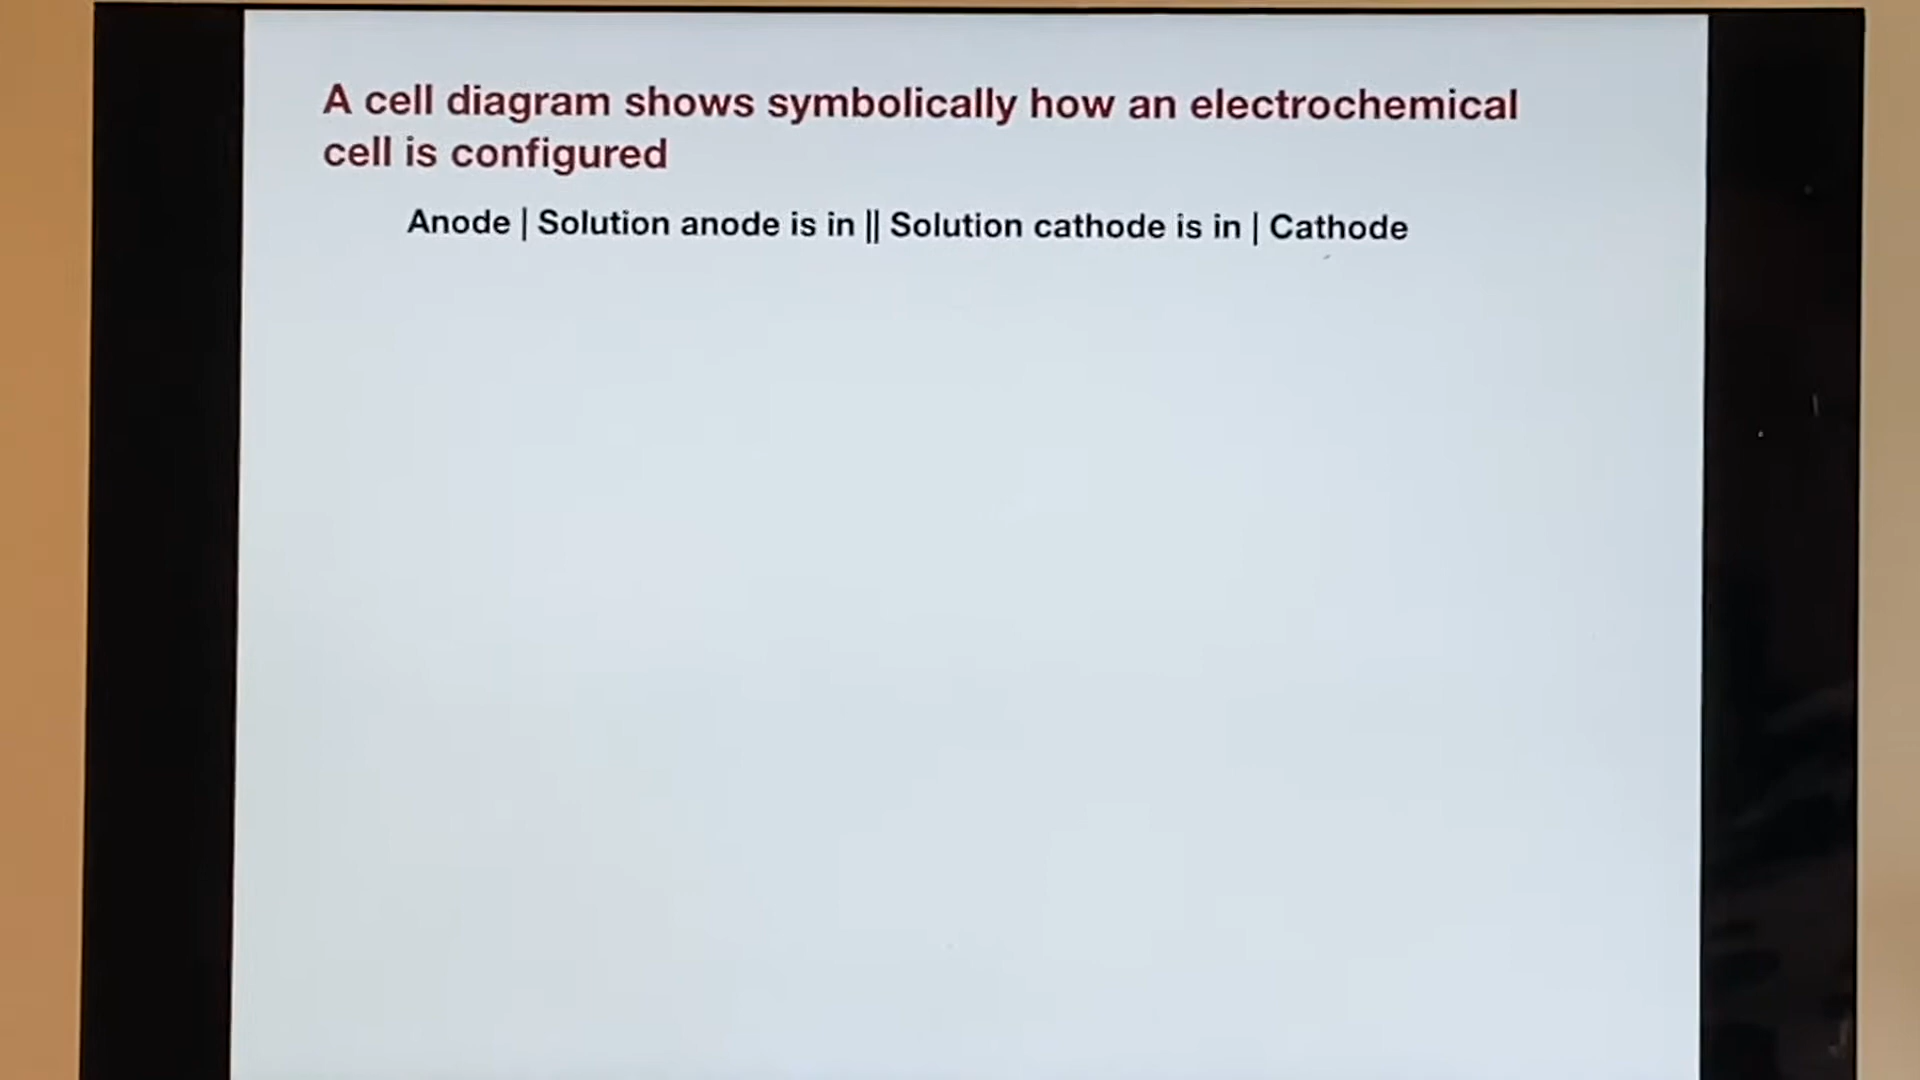 A cell diagram shows symbolically how an electrochemical
cell is configured
Anode | Solution anode is in || Solution cathode is in | Cathode